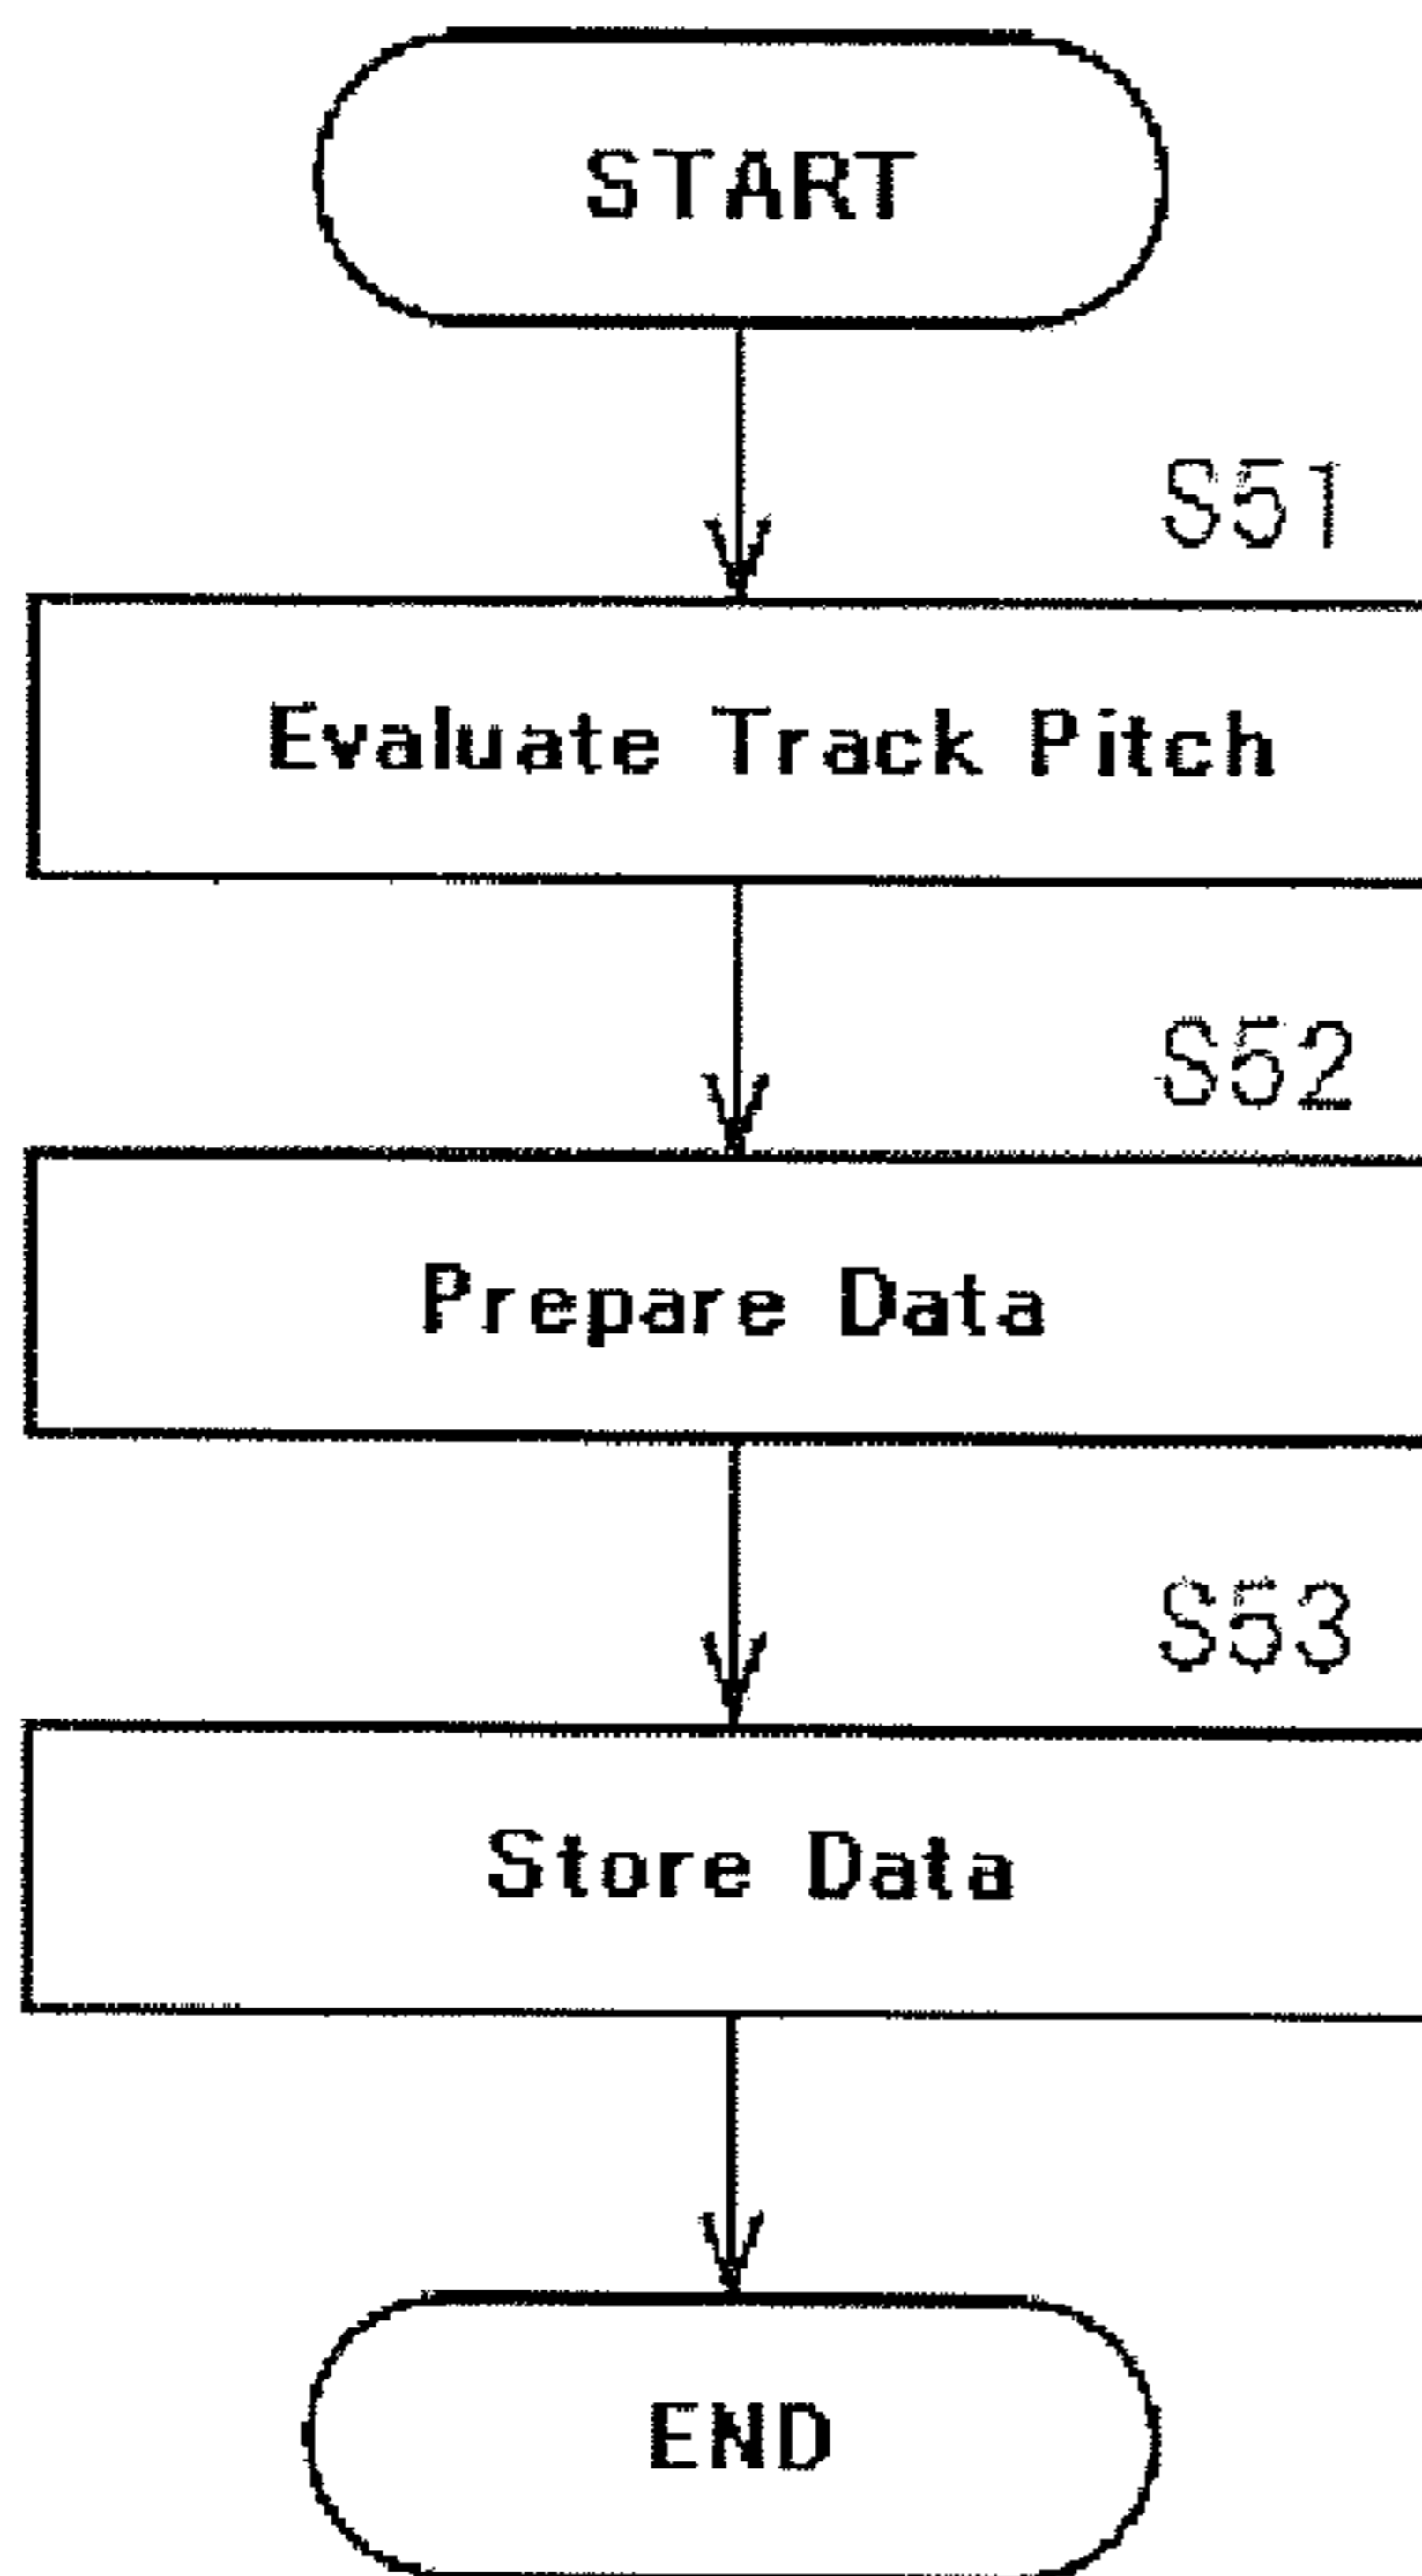 START
S51
Evaluate Track Pitch
S52
Prepare Data
S53
Store Data
END